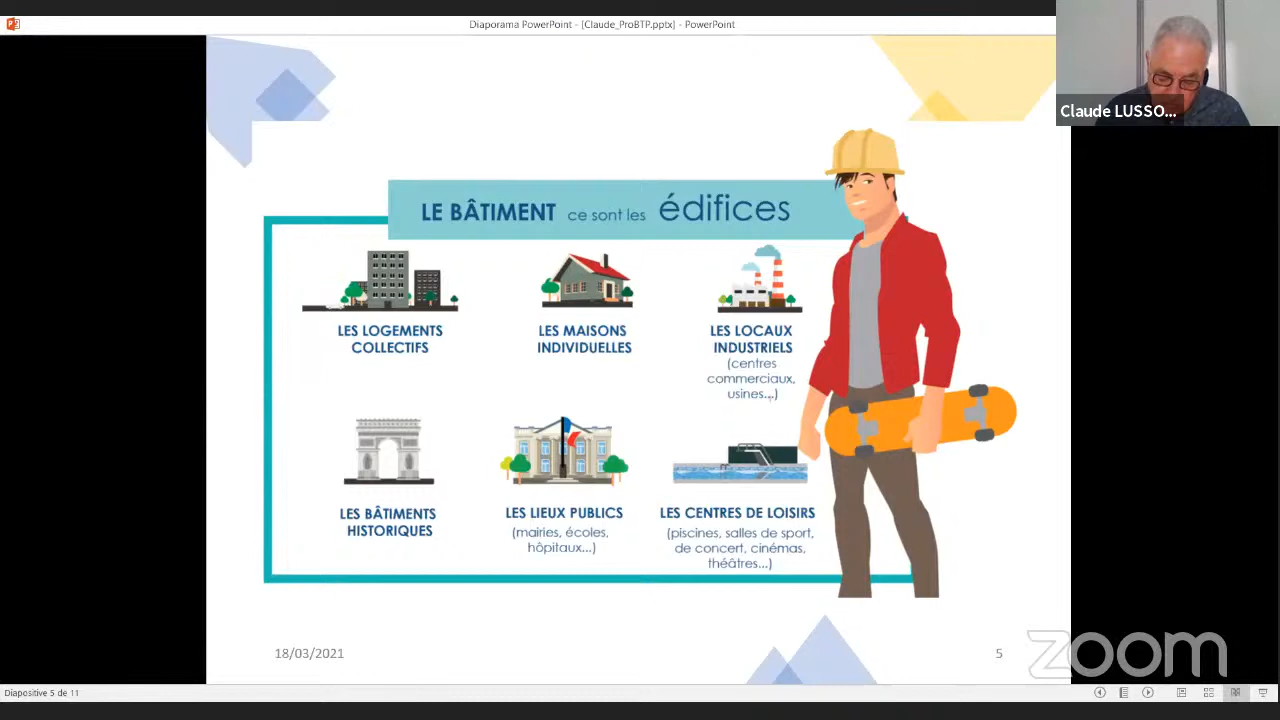 Diaporama PowerPoint - [Claude_ProBTP.pptx] - PowerPoint
Claude LUSSO...
LE BÂTIMENT ce sont les édifices
LES LOGEMENTS
COLLECTIFS
LES MAISONS
INDIVIDUELLES
LES LOCAUX
INDUSTRIELS
(centres
commerciaux,
usines...)
LES BÂTIMENTS
HISTORIQUES
LES LIEUX PUBLICS
(mairies, écoles,
hôpitaux...)
LES CENTRES DE LOISIRS
(piscines, salles de sport,
de concert, cinémas,
théâtres...)
18/03/2021
5
zoom
Diapositive 5 de 11